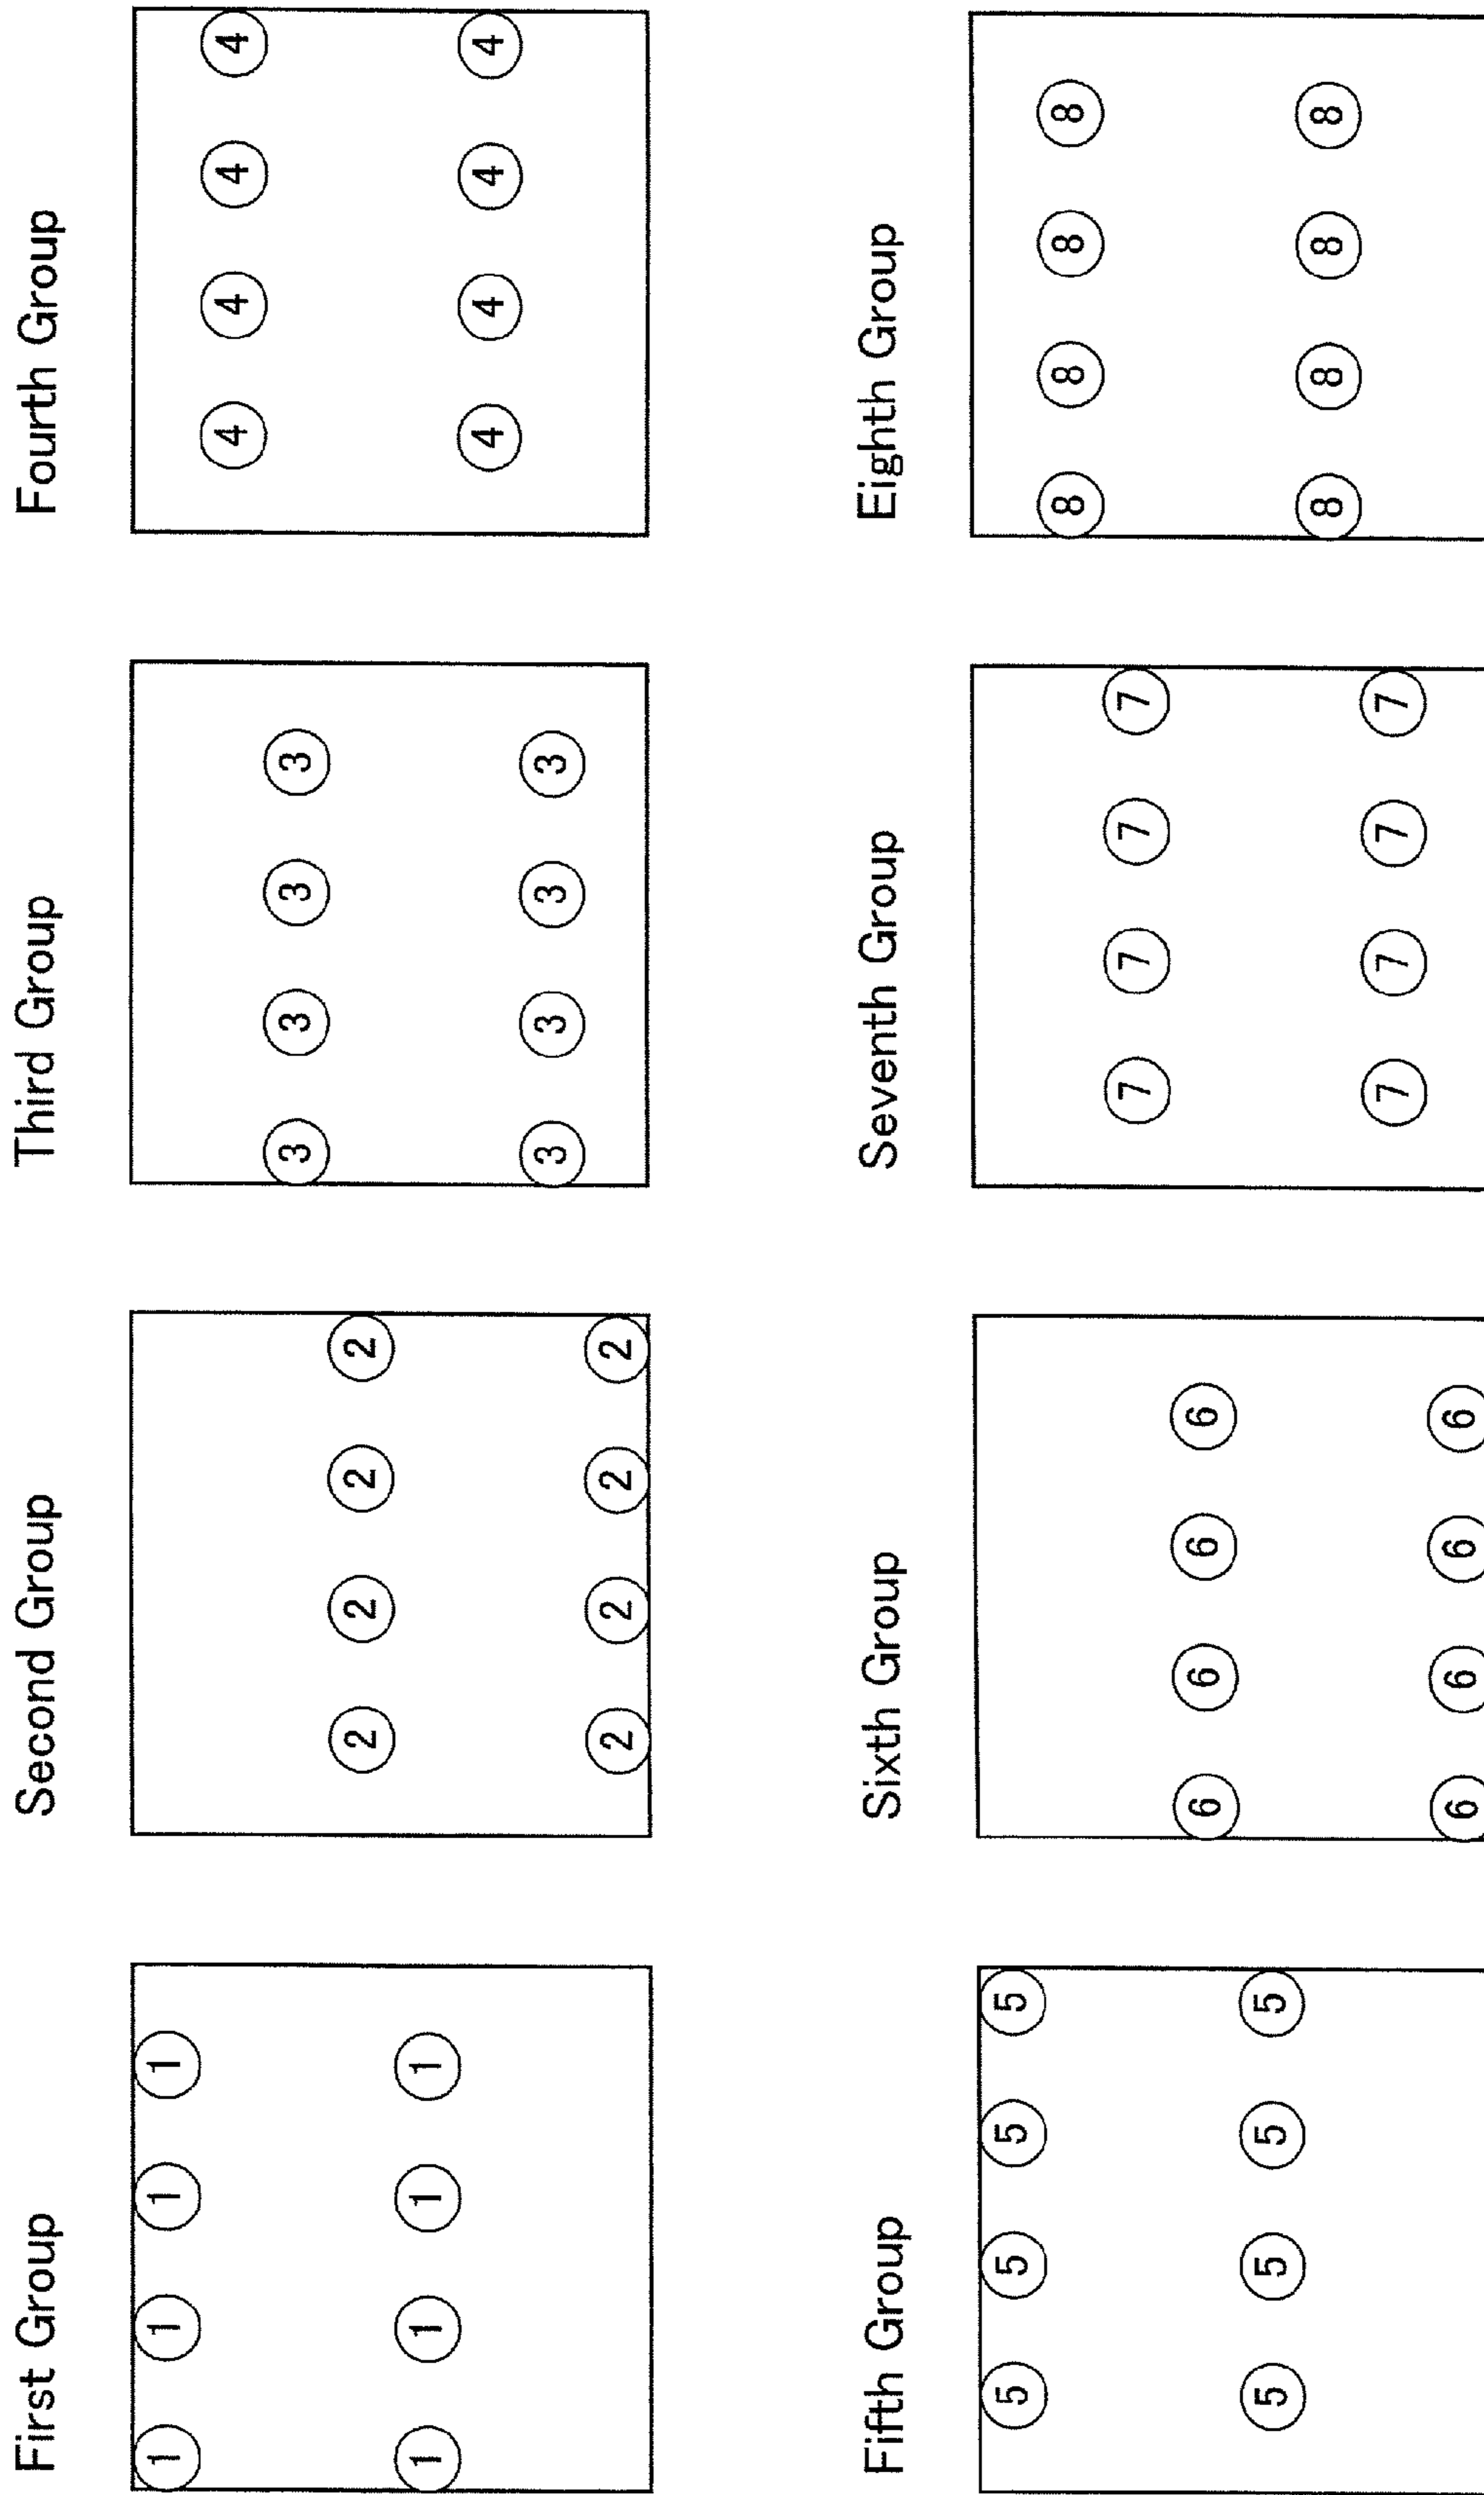 First Group
1 1 1 1
1 1 1 1
Second Group
2 2 2 2
2 2 2 2
Third Group
3 3 3 3
3 3 3 3
Fourth Group
4 4 4 4
4 4 4 4
Fifth Group
5 5 5 5
5 5 5 5
Sixth Group
6 6 6 6
6 6 6 6
Seventh Group
7 7 7 7
7 7 7 7
Eighth Group
8 8 8 8
8 8 8 8